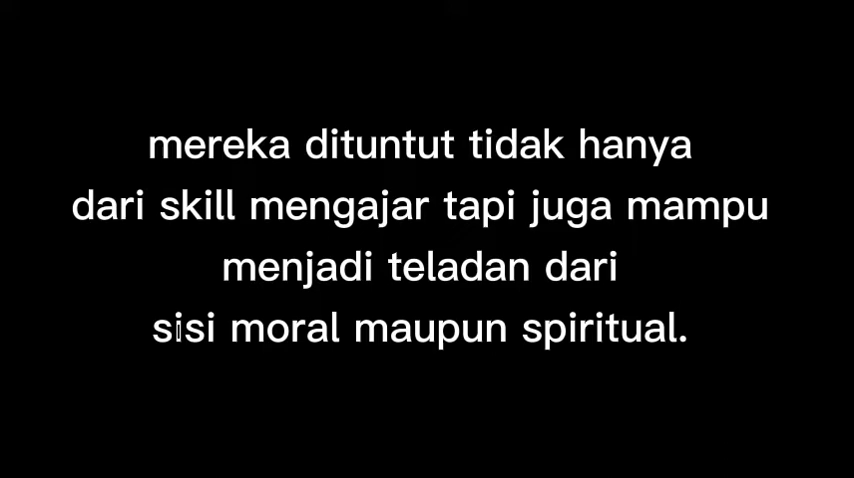 mereka dituntut tidak hanya
dari skill mengajar tapi juga mampu
menjadi teladan dari
sisi moral maupun spiritual.